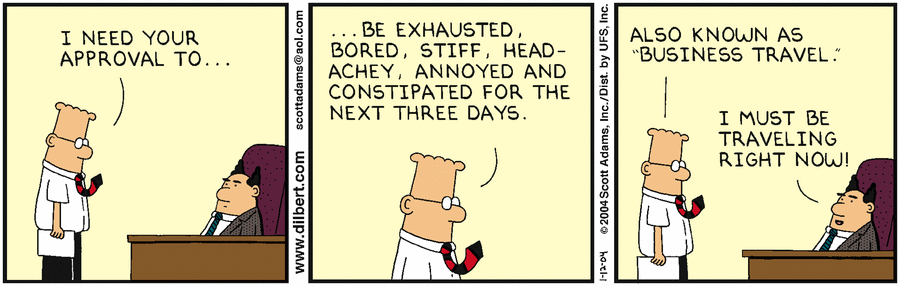 I NEED YOUR
APPROVAL TO...
scottadams@aol.com
www.dilbert.com
...BE EXHAUSTED,
BORED, STIFF, HEAD-
ACHEY, ANNOYED AND
CONSTIPATED FOR THE
NEXT THREE DAYS.
1-12-04 © 2004 Scott Adams, Inc./Dist. by UFS, Inc.
ALSO KNOWN AS
"BUSINESS TRAVEL."
I MUST BE
TRAVELING
RIGHT NOW!